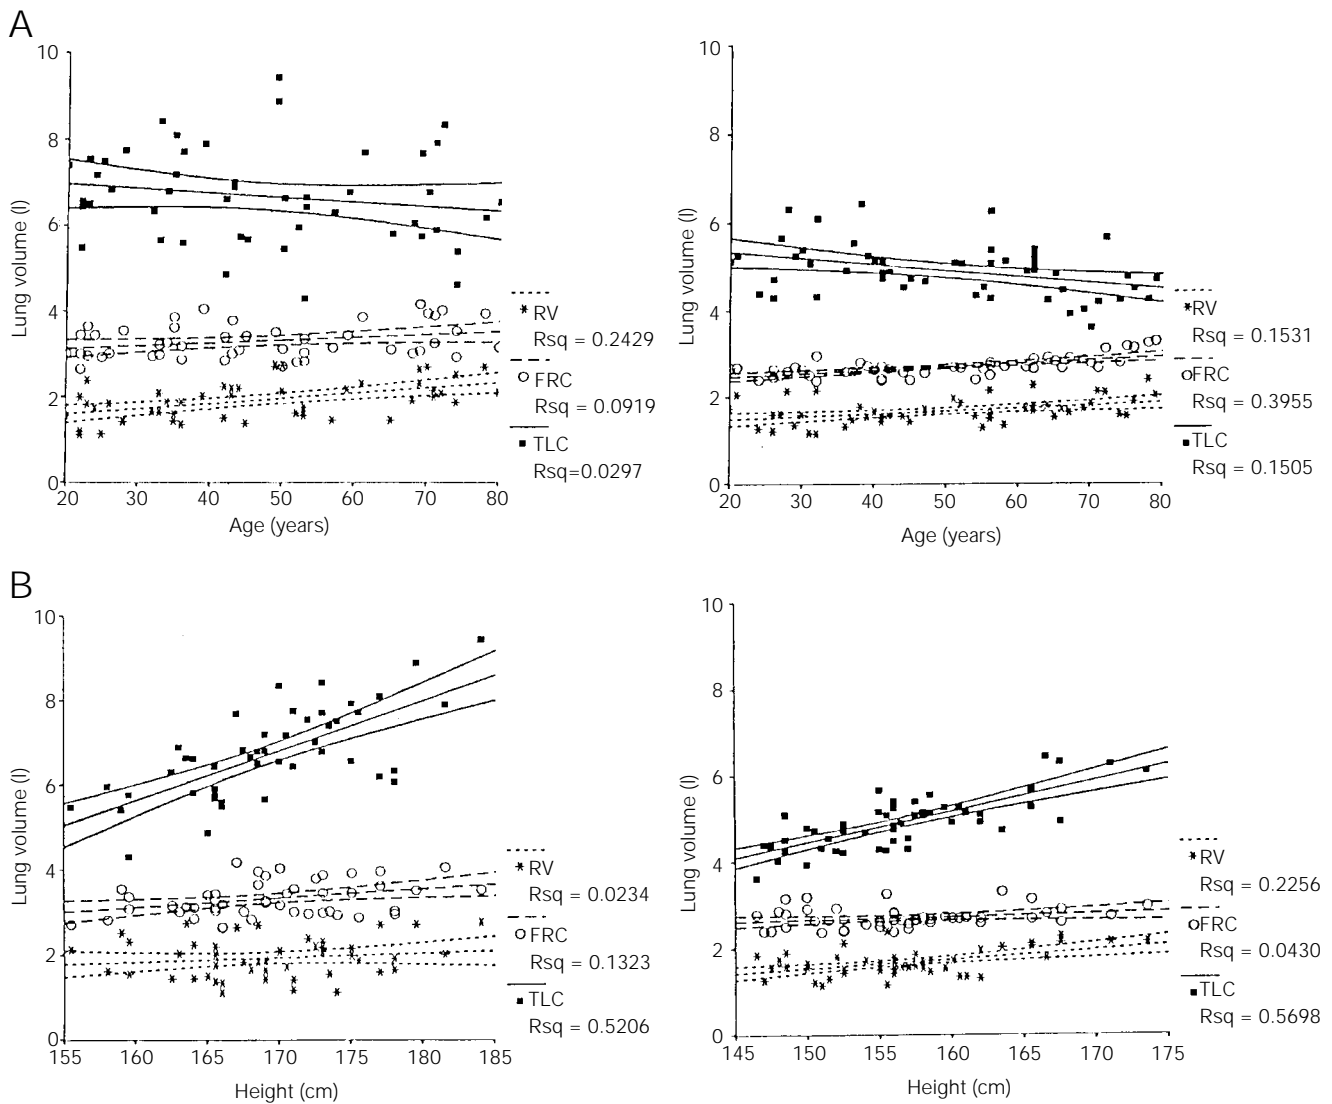 A
10
8
6
4
2
0
Lung volume (l)
20 30 40 50 60 70 80
Age (years)
RV
Rsq = 0.2429
FRC
Rsq = 0.0919
TLC
Rsq=0.0297
10
8
6
4
2
0
Lung volume (l)
20 30 40 50 60 70 80
Age (years)
RV
Rsq = 0.1531
FRC
Rsq = 0.3955
TLC
Rsq = 0.1505
B
10
8
6
4
2
0
Lung volume (l)
155 160 165 170 175 180 185
Height (cm)
RV
Rsq = 0.0234
FRC
Rsq = 0.1323
TLC
Rsq = 0.5206
10
8
6
4
2
0
Lung volume (l)
145 150 155 160 165 170 175
Height (cm)
RV
Rsq = 0.2256
FRC
Rsq = 0.0430
TLC
Rsq = 0.5698